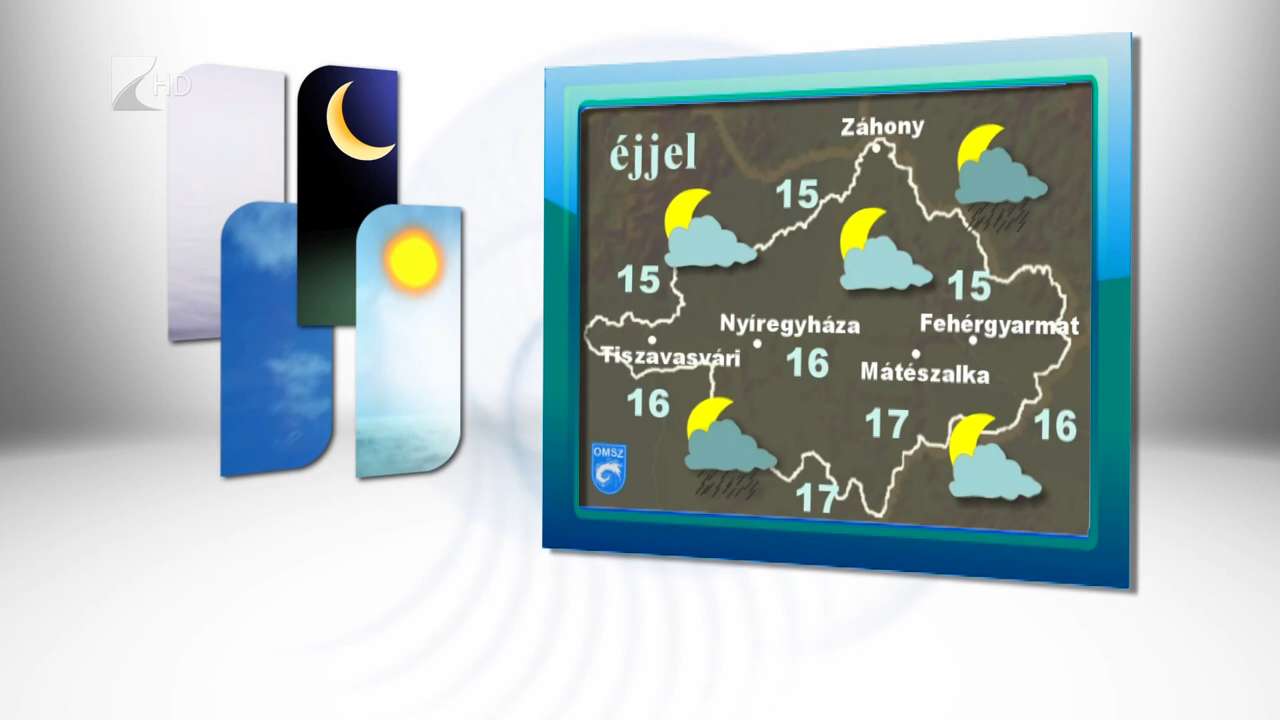 HD
éjjel
Záhony
15
15
15
Nyíregyháza
Fehérgyarmat
Tiszavasvári
16
Mátészalka
16
17
16
OMSZ
17